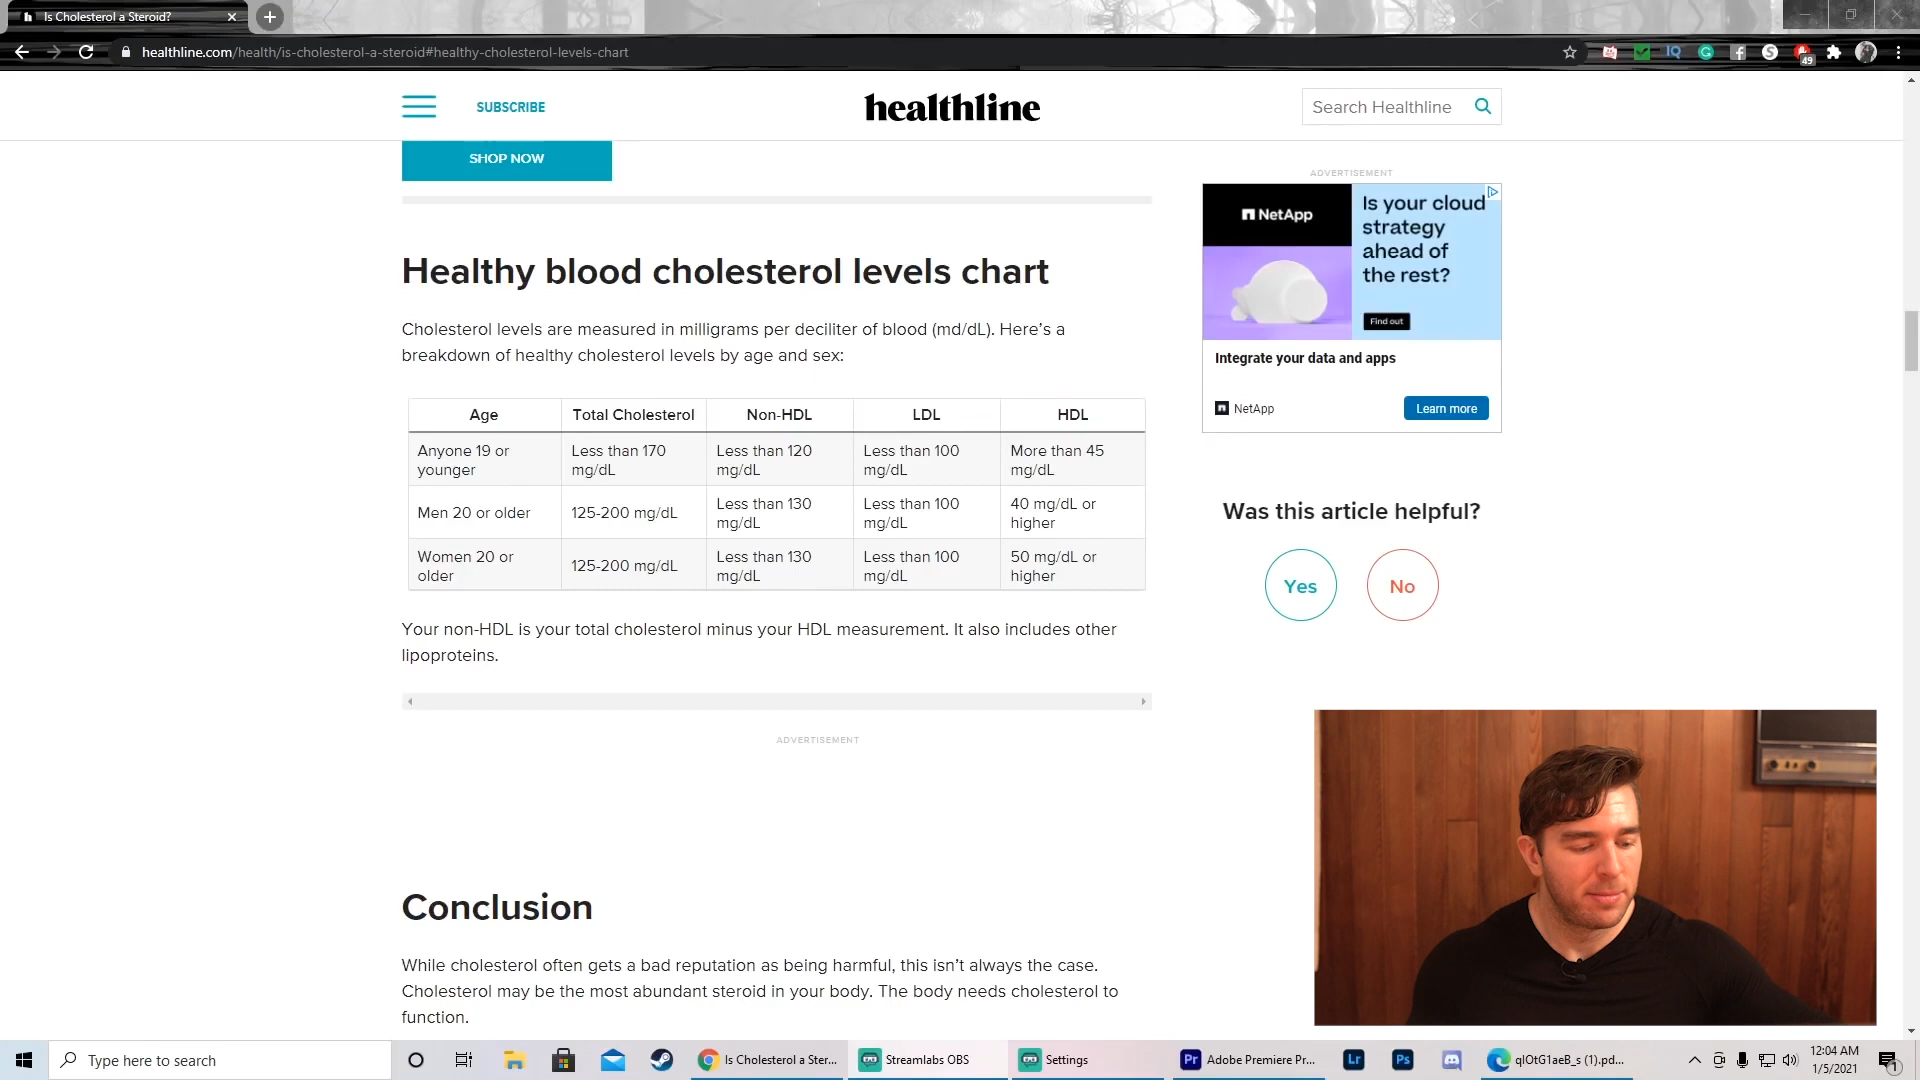 Is Cholesterol a Steroid?
healthline.com/health/is-cholesterol-a-steroid#healthy-cholesterol-levels-chart
IQ
49
SUBSCRIBE
healthline
Search Healthline
SHOP NOW
ADVERTISEMENT
NetApp
Is your cloud
strategy
ahead of
the rest?
Find out
Integrate your data and apps
NetApp
Learn more
Healthy blood cholesterol levels chart
Cholesterol levels are measured in milligrams per deciliter of blood (md/dL). Here’s a
breakdown of healthy cholesterol levels by age and sex:
Age Total Cholesterol Non-HDL LDL HDL
Anyone 19 or younger Less than 170 mg/dL Less than 120 mg/dL Less than 100 mg/dL More than 45 mg/dL
Men 20 or older 125-200 mg/dL Less than 130 mg/dL Less than 100 mg/dL 40 mg/dL or higher
Women 20 or older 125-200 mg/dL Less than 130 mg/dL Less than 100 mg/dL 50 mg/dL or higher
Your non-HDL is your total cholesterol minus your HDL measurement. It also includes other
lipoproteins.
Was this article helpful?
Yes No
ADVERTISEMENT
Conclusion
While cholesterol often gets a bad reputation as being harmful, this isn’t always the case.
Cholesterol may be the most abundant steroid in your body. The body needs cholesterol to
function.
Type here to search
Is Cholesterol a Ster...
Streamlabs OBS
Settings
Pr Adobe Premiere Pr...
Lr
Ps
qIOtG1aeB_s (1).pd...
12:04 AM
1/5/2021
1